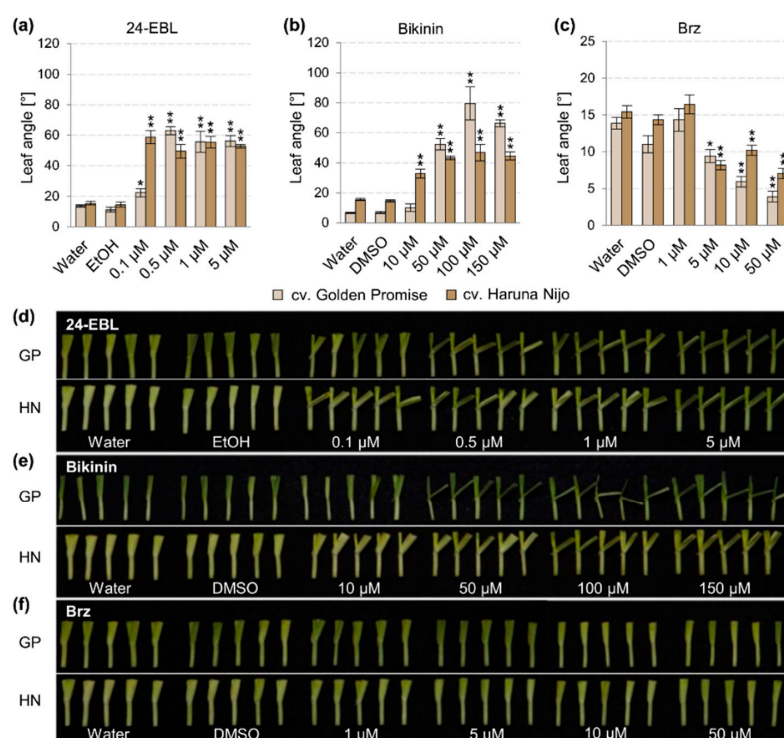 (a) 24-EBL
Leaf angle [°]
120
100
80
60
40
20
0
*
**
**
**
**
**
**
**
Water
EtOH
0.1 µM
0.5 µM
1 µM
5 µM
(b) Bikinin
Leaf angle [°]
120
100
80
60
40
20
0
**
**
**
**
**
**
**
Water
DMSO
10 µM
50 µM
100 µM
150 µM
(c) Brz
Leaf angle [°]
25
20
15
10
5
0
*
**
**
**
**
**
Water
DMSO
1 µM
5 µM
10 µM
50 µM
cv. Golden Promise cv. Haruna Nijo
(d) 24-EBL
GP
HN
Water EtOH 0.1 µM 0.5 µM 1 µM 5 µM
(e) Bikinin
GP
HN
Water DMSO 10 µM 50 µM 100 µM 150 µM
(f) Brz
GP
HN
Water DMSO 1 µM 5 µM 10 µM 50 µM